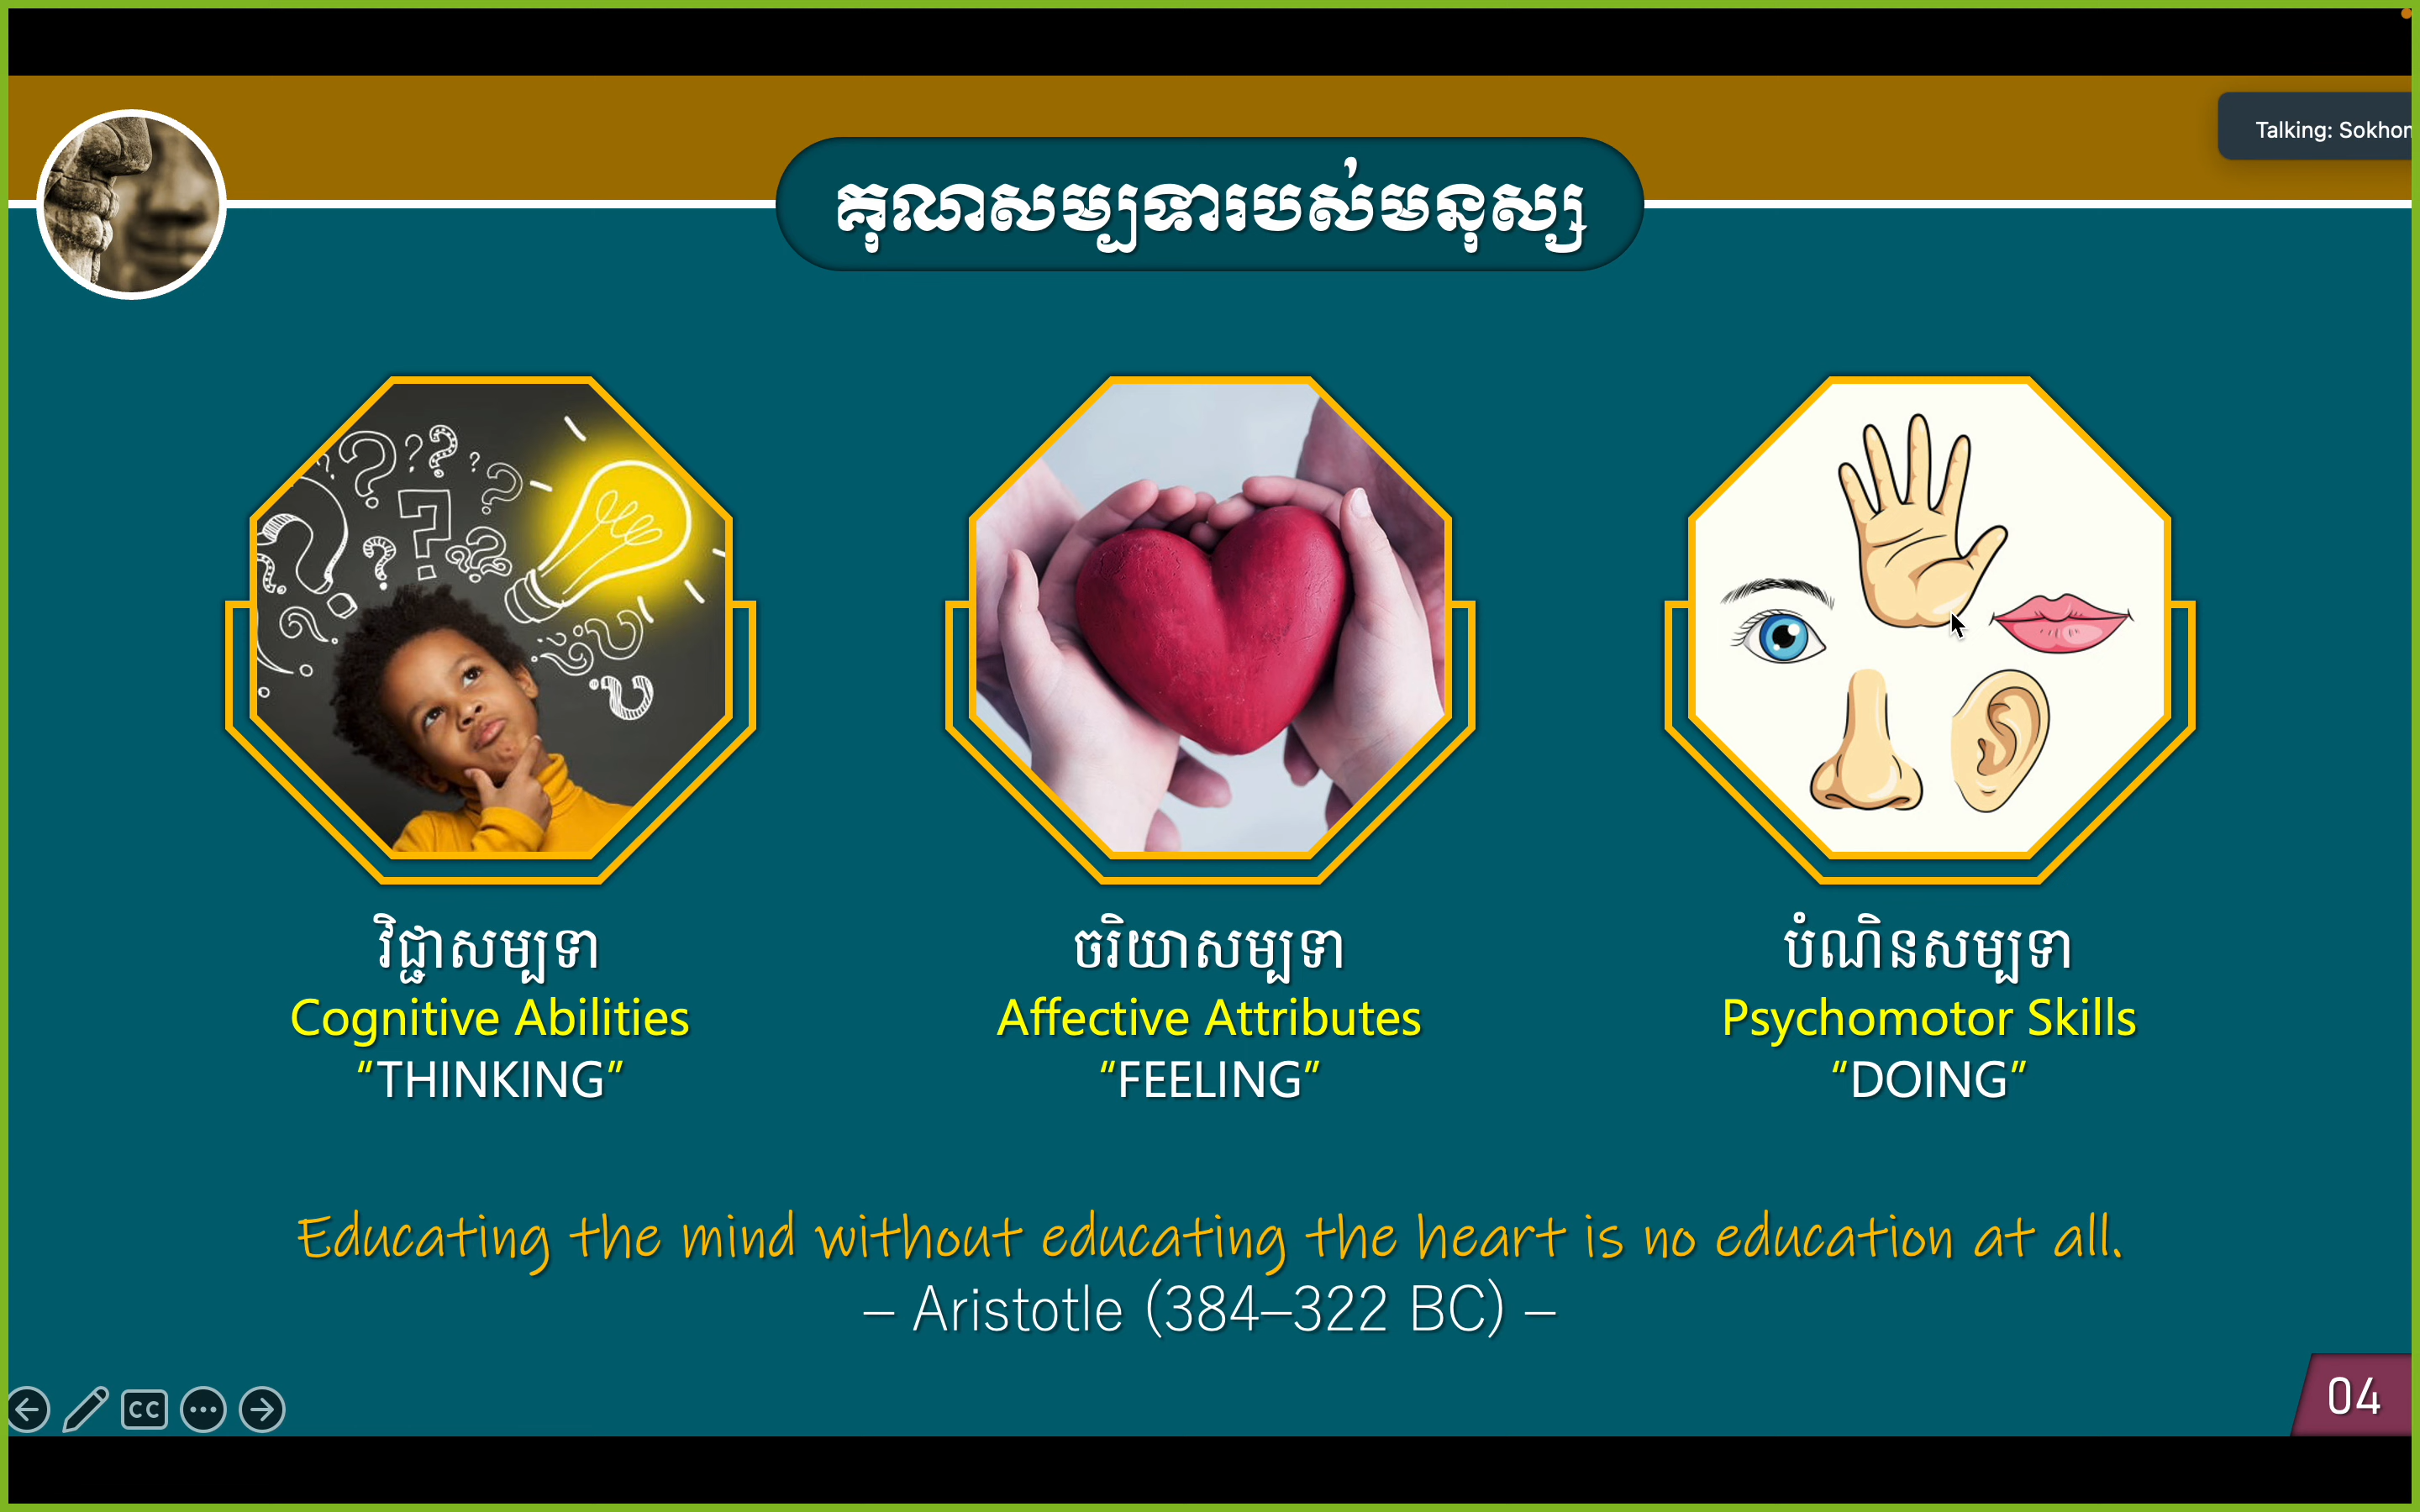 Talking: Sokhom
គុណសម្បទារបស់មនុស្ស
វិជ្ជាសម្បទា
Cognitive Abilities
“THINKING”
ចរិយាសម្បទា
Affective Attributes
“FEELING”
បំណិនសម្បទា
Psychomotor Skills
“DOING”
Educating the mind without educating the heart is no education at all.
– Aristotle (384–322 BC) –
CC
04